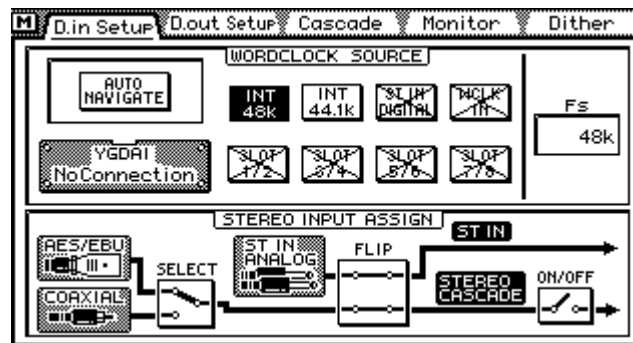 M D.in Setup D.out Setup Cascade Monitor Dither
WORDCLOCK SOURCE
AUTO
NAVIGATE
INT
48k
INT
44.1k
ST IN
DIGITAL
WCLK
IN
Fs
48k
YGDAI
NoConnection
SLOT
1/2
SLOT
3/4
SLOT
5/6
SLOT
7/8
STEREO INPUT ASSIGN
AES/EBU
COAXIAL
SELECT
ST IN
ANALOG
FLIP
ST IN
STEREO
CASCADE
ON/OFF